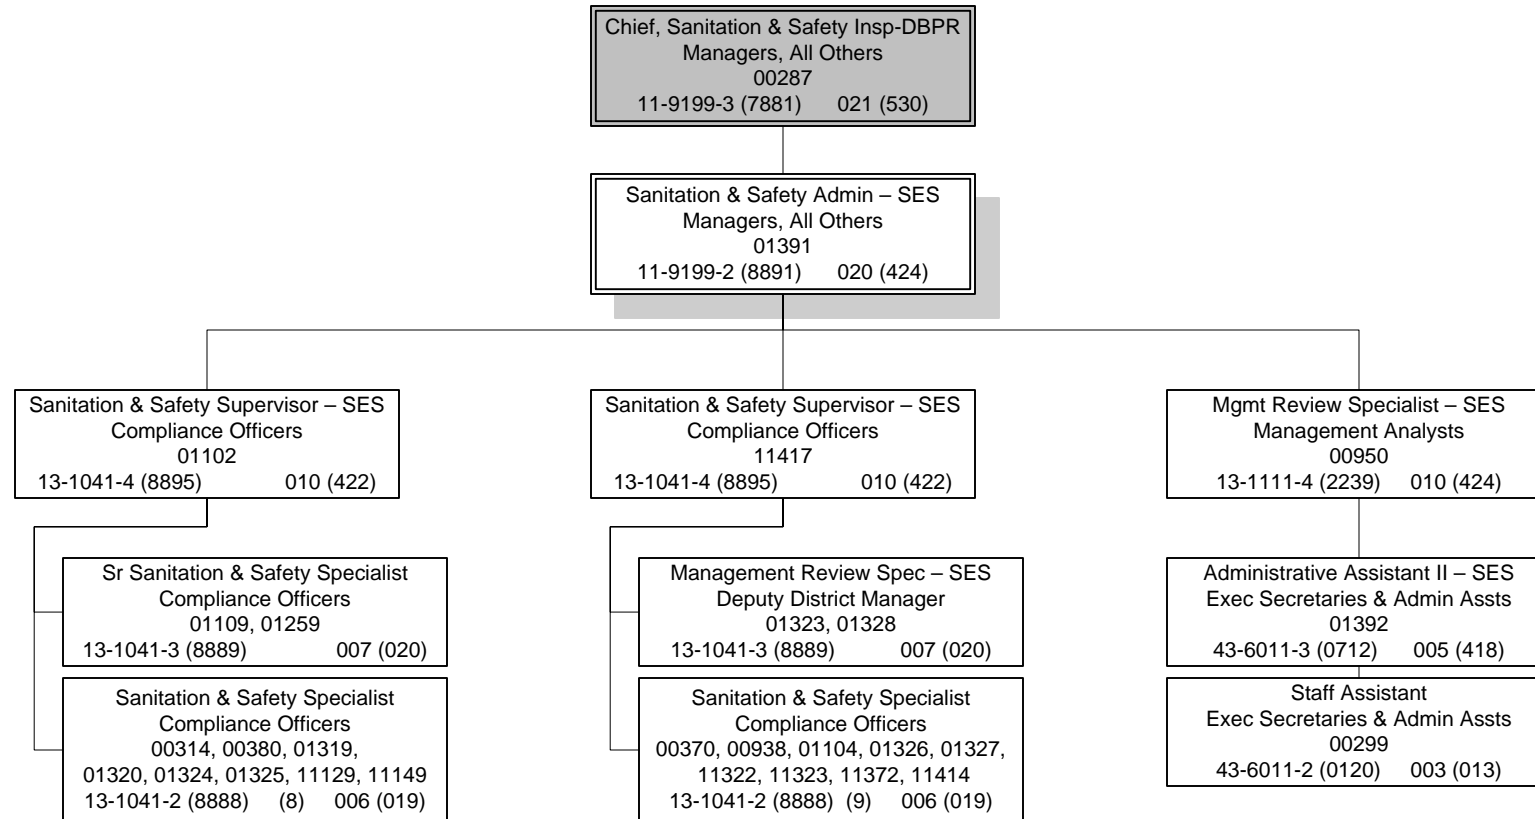 Chief, Sanitation & Safety Insp-DBPR
Managers, All Others
00287
11-9199-3 (7881) 021 (530)
Sanitation & Safety Admin – SES
Managers, All Others
01391
11-9199-2 (8891) 020 (424)
Sanitation & Safety Supervisor – SES
Compliance Officers
01102
13-1041-4 (8895) 010 (422)
Sr Sanitation & Safety Specialist
Compliance Officers
01109, 01259
13-1041-3 (8889) 007 (020)
Sanitation & Safety Specialist
Compliance Officers
00314, 00380, 01319,
01320, 01324, 01325, 11129, 11149
13-1041-2 (8888) (8) 006 (019)
Sanitation & Safety Supervisor – SES
Compliance Officers
11417
13-1041-4 (8895) 010 (422)
Management Review Spec – SES
Deputy District Manager
01323, 01328
13-1041-3 (8889) 007 (020)
Sanitation & Safety Specialist
Compliance Officers
00370, 00938, 01104, 01326, 01327,
11322, 11323, 11372, 11414
13-1041-2 (8888) (9) 006 (019)
Mgmt Review Specialist – SES
Management Analysts
00950
13-1111-4 (2239) 010 (424)
Administrative Assistant II – SES
Exec Secretaries & Admin Assts
01392
43-6011-3 (0712) 005 (418)
Staff Assistant
Exec Secretaries & Admin Assts
00299
43-6011-2 (0120) 003 (013)